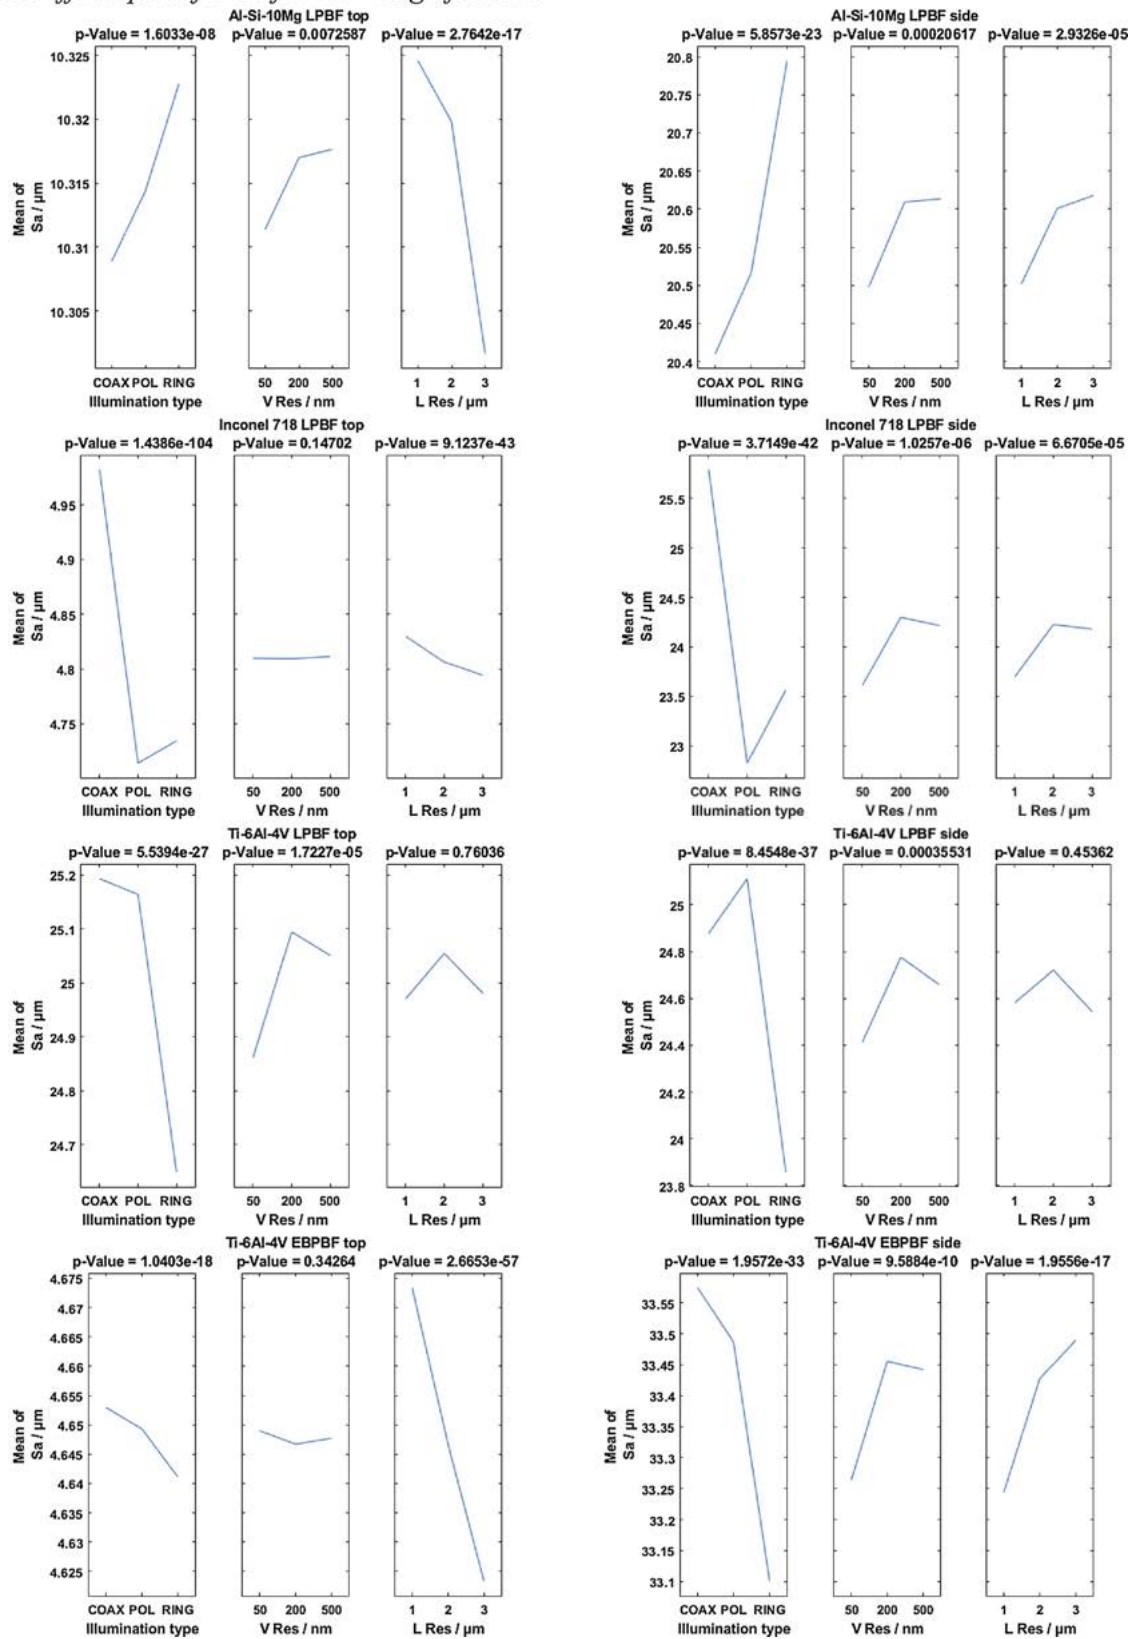 Al-Si-10Mg LPBF top
p-Value = 1.6033e-08 p-Value = 0.0072587 p-Value = 2.7642e-17
10.325
10.32
10.315
10.31
10.305
Mean of
Sa / µm
COAX POL RING 50 200 500 1 2 3
Illumination type V Res / nm L Res / µm
Al-Si-10Mg LPBF side
p-Value = 5.8573e-23 p-Value = 0.00020617 p-Value = 2.9326e-05
20.8
20.75
20.7
20.65
20.6
20.55
20.5
20.45
20.4
Mean of
Sa / µm
COAX POL RING 50 200 500 1 2 3
Illumination type V Res / nm L Res / µm
Inconel 718 LPBF top
p-Value = 1.4386e-104 p-Value = 0.14702 p-Value = 9.1237e-43
4.95
4.9
4.85
4.8
4.75
Mean of
Sa / µm
COAX POL RING 50 200 500 1 2 3
Illumination type V Res / nm L Res / µm
Inconel 718 LPBF side
p-Value = 3.7149e-42 p-Value = 1.0257e-06 p-Value = 6.6705e-05
25.5
25
24.5
24
23.5
23
Mean of
Sa / µm
COAX POL RING 50 200 500 1 2 3
Illumination type V Res / nm L Res / µm
Ti-6Al-4V LPBF top
p-Value = 5.5394e-27 p-Value = 1.7227e-05 p-Value = 0.76036
25.2
25.1
25
24.9
24.8
24.7
Mean of
Sa / µm
COAX POL RING 50 200 500 1 2 3
Illumination type V Res / nm L Res / µm
Ti-6Al-4V LPBF side
p-Value = 8.4548e-37 p-Value = 0.00035531 p-Value = 0.45362
25
24.8
24.6
24.4
24.2
24
23.8
Mean of
Sa / µm
COAX POL RING 50 200 500 1 2 3
Illumination type V Res / nm L Res / µm
Ti-6Al-4V EBPBF top
p-Value = 1.0403e-18 p-Value = 0.34264 p-Value = 2.6653e-57
4.675
4.67
4.665
4.66
4.655
4.65
4.645
4.64
4.635
4.63
4.625
Mean of
Sa / µm
COAX POL RING 50 200 500 1 2 3
Illumination type V Res / nm L Res / µm
Ti-6Al-4V EBPBF side
p-Value = 1.9572e-33 p-Value = 9.5884e-10 p-Value = 1.9556e-17
33.55
33.5
33.45
33.4
33.35
33.3
33.25
33.2
33.15
33.1
Mean of
Sa / µm
COAX POL RING 50 200 500 1 2 3
Illumination type V Res / nm L Res / µm